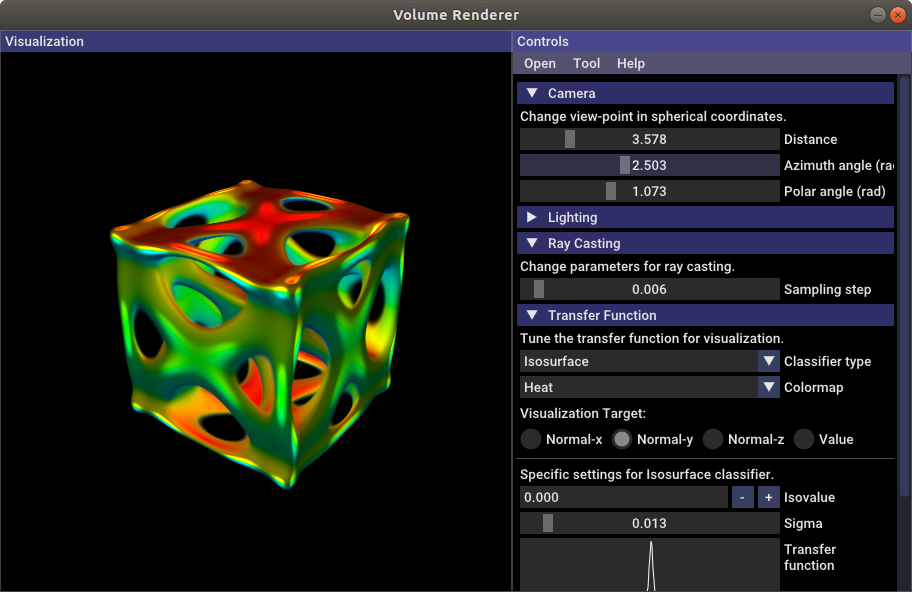 Volume Renderer
Visualization
Controls
Open Tool Help
Camera
Change view-point in spherical coordinates.
3.578 Distance
2.503 Azimuth angle (ra
1.073 Polar angle (rad)
Lighting
Ray Casting
Change parameters for ray casting.
0.006 Sampling step
Transfer Function
Tune the transfer function for visualization.
Isosurface Classifier type
Heat Colormap
Visualization Target:
Normal-x Normal-y Normal-z Value
Specific settings for Isosurface classifier.
0.000 - + Isovalue
0.013 Sigma
Transfer
function